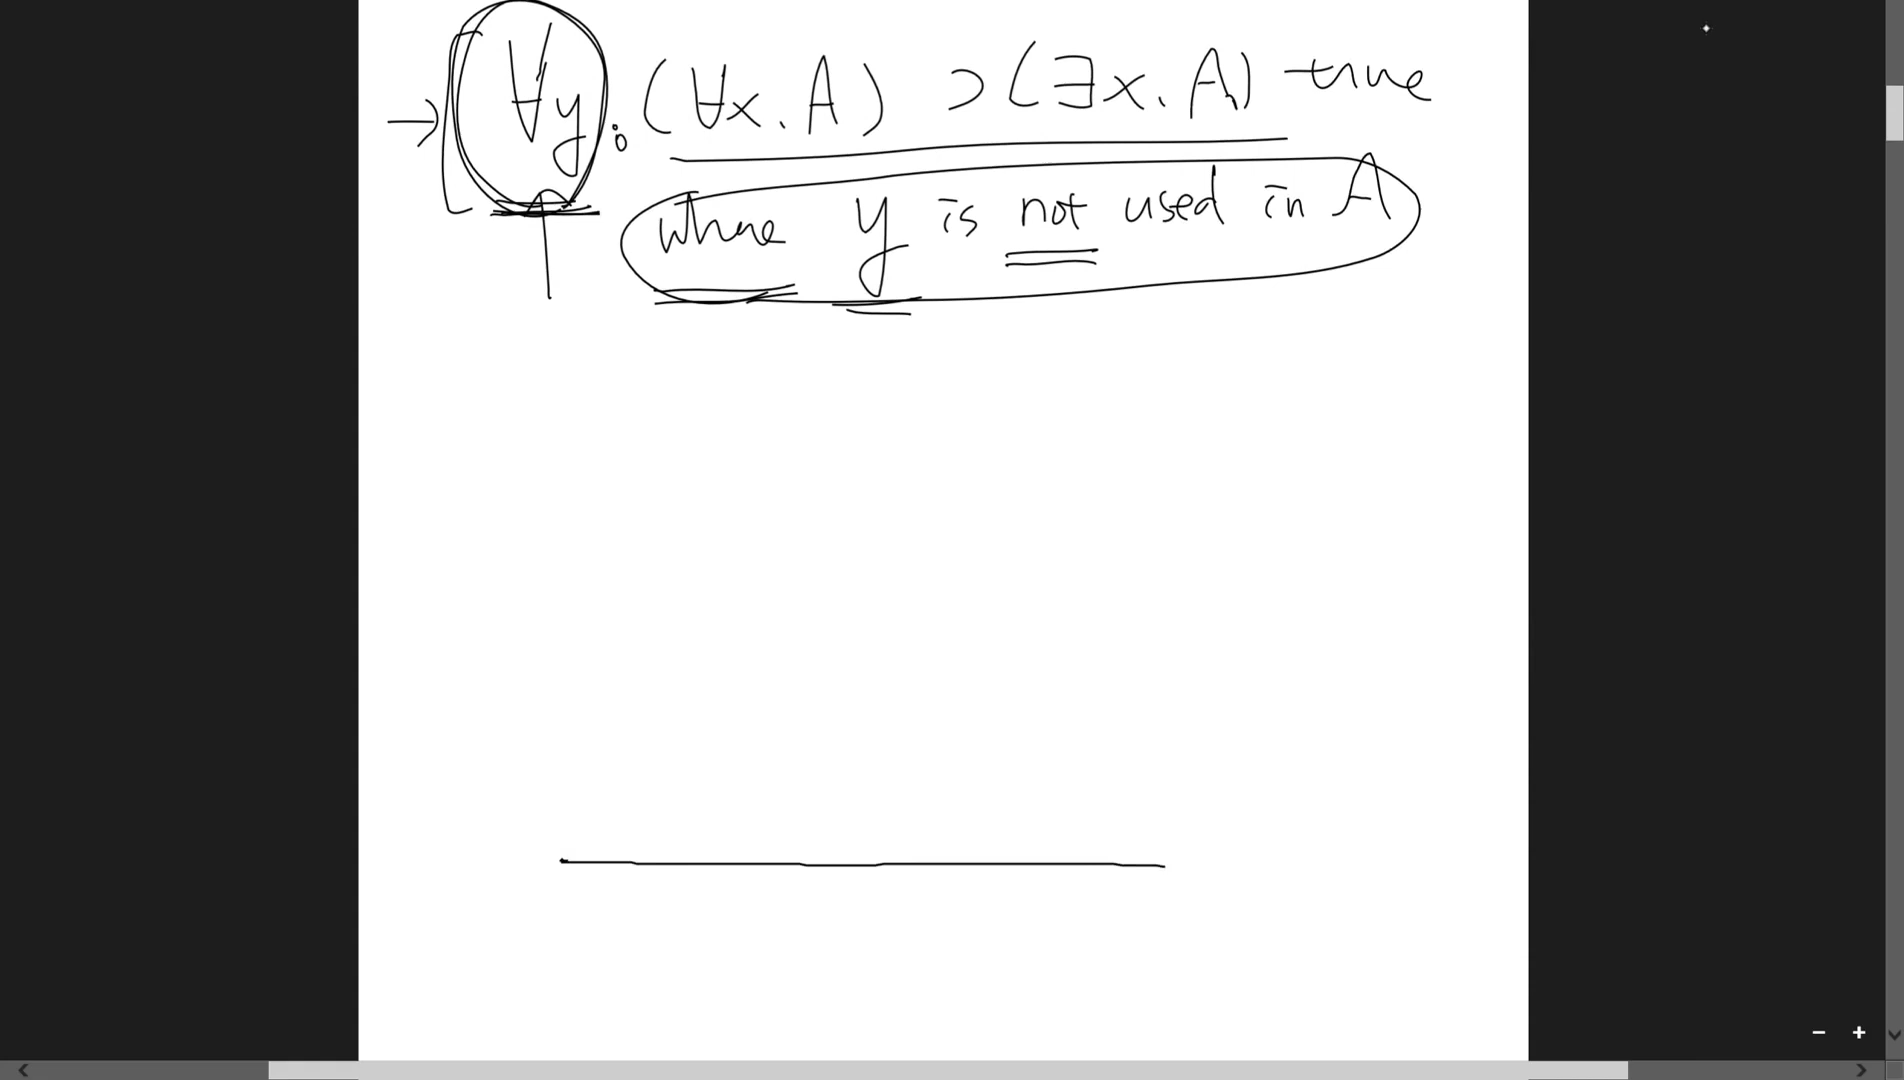 ∀y. (∀x. A) ⊃ (∃x. A) true
where y is not used in A